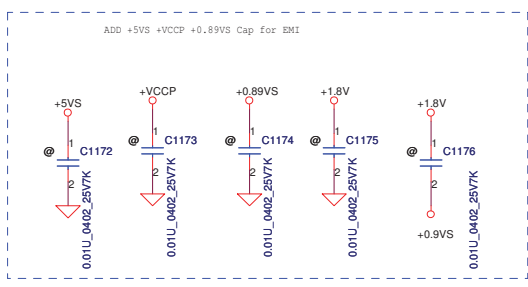 ADD +5VS +VCCP +0.89VS Cap for EMI
+5VS
+VCCP
+0.89VS
+1.8V
+1.8V
1
@
C1172
2
0.01U_0402_25V7K
1
@
C1173
2
0.01U_0402_25V7K
1
@
C1174
2
0.01U_0402_25V7K
1
@
C1175
2
0.01U_0402_25V7K
1
@
C1176
2
0.01U_0402_25V7K
+0.9VS